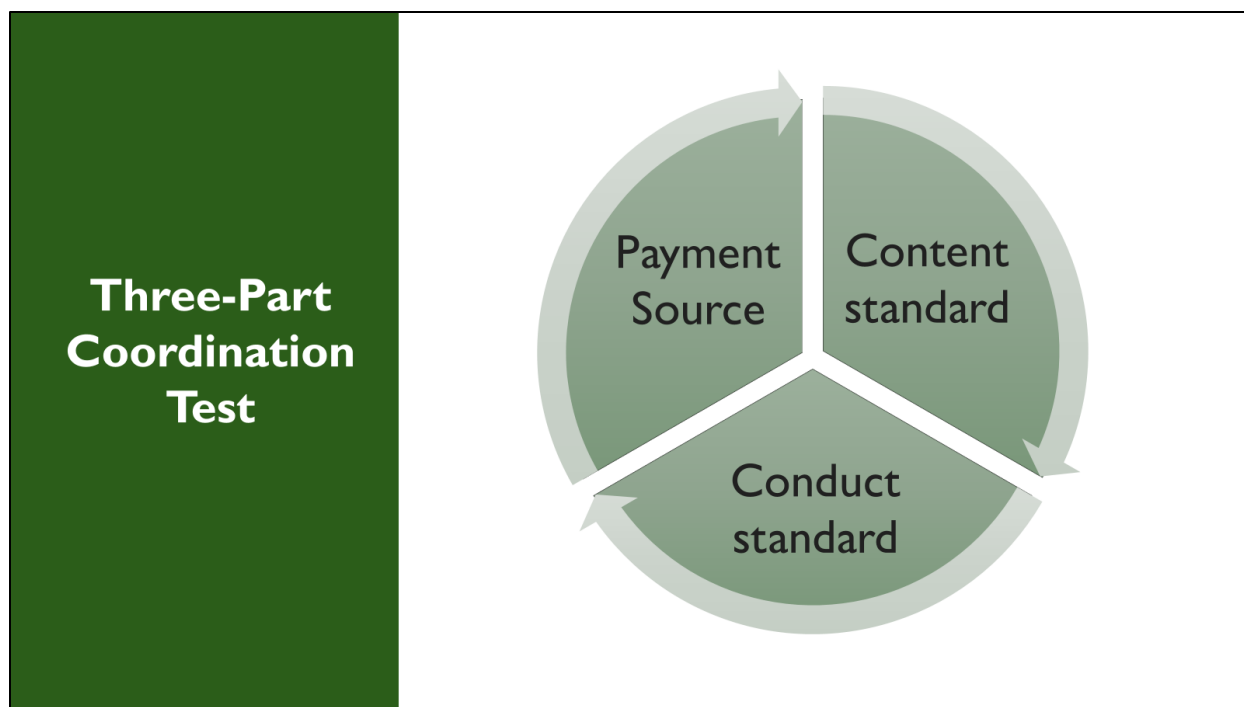 Three-Part
Coordination
Test
Payment
Source
Content
standard
Conduct
standard